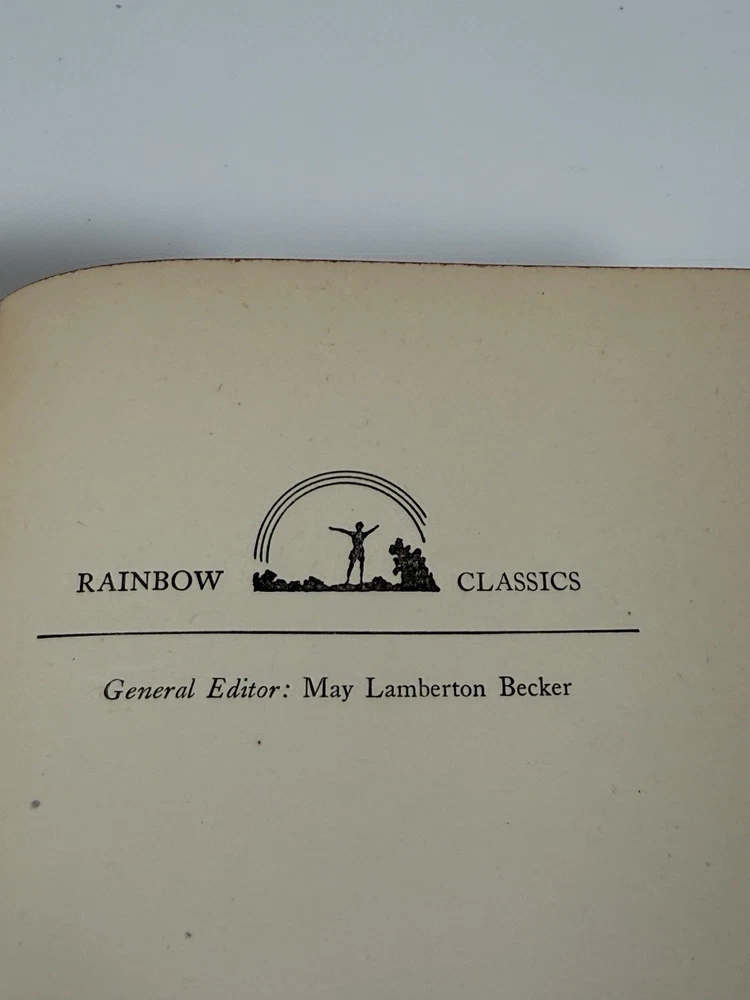 RAINBOW CLASSICS
General Editor: May Lamberton Becker